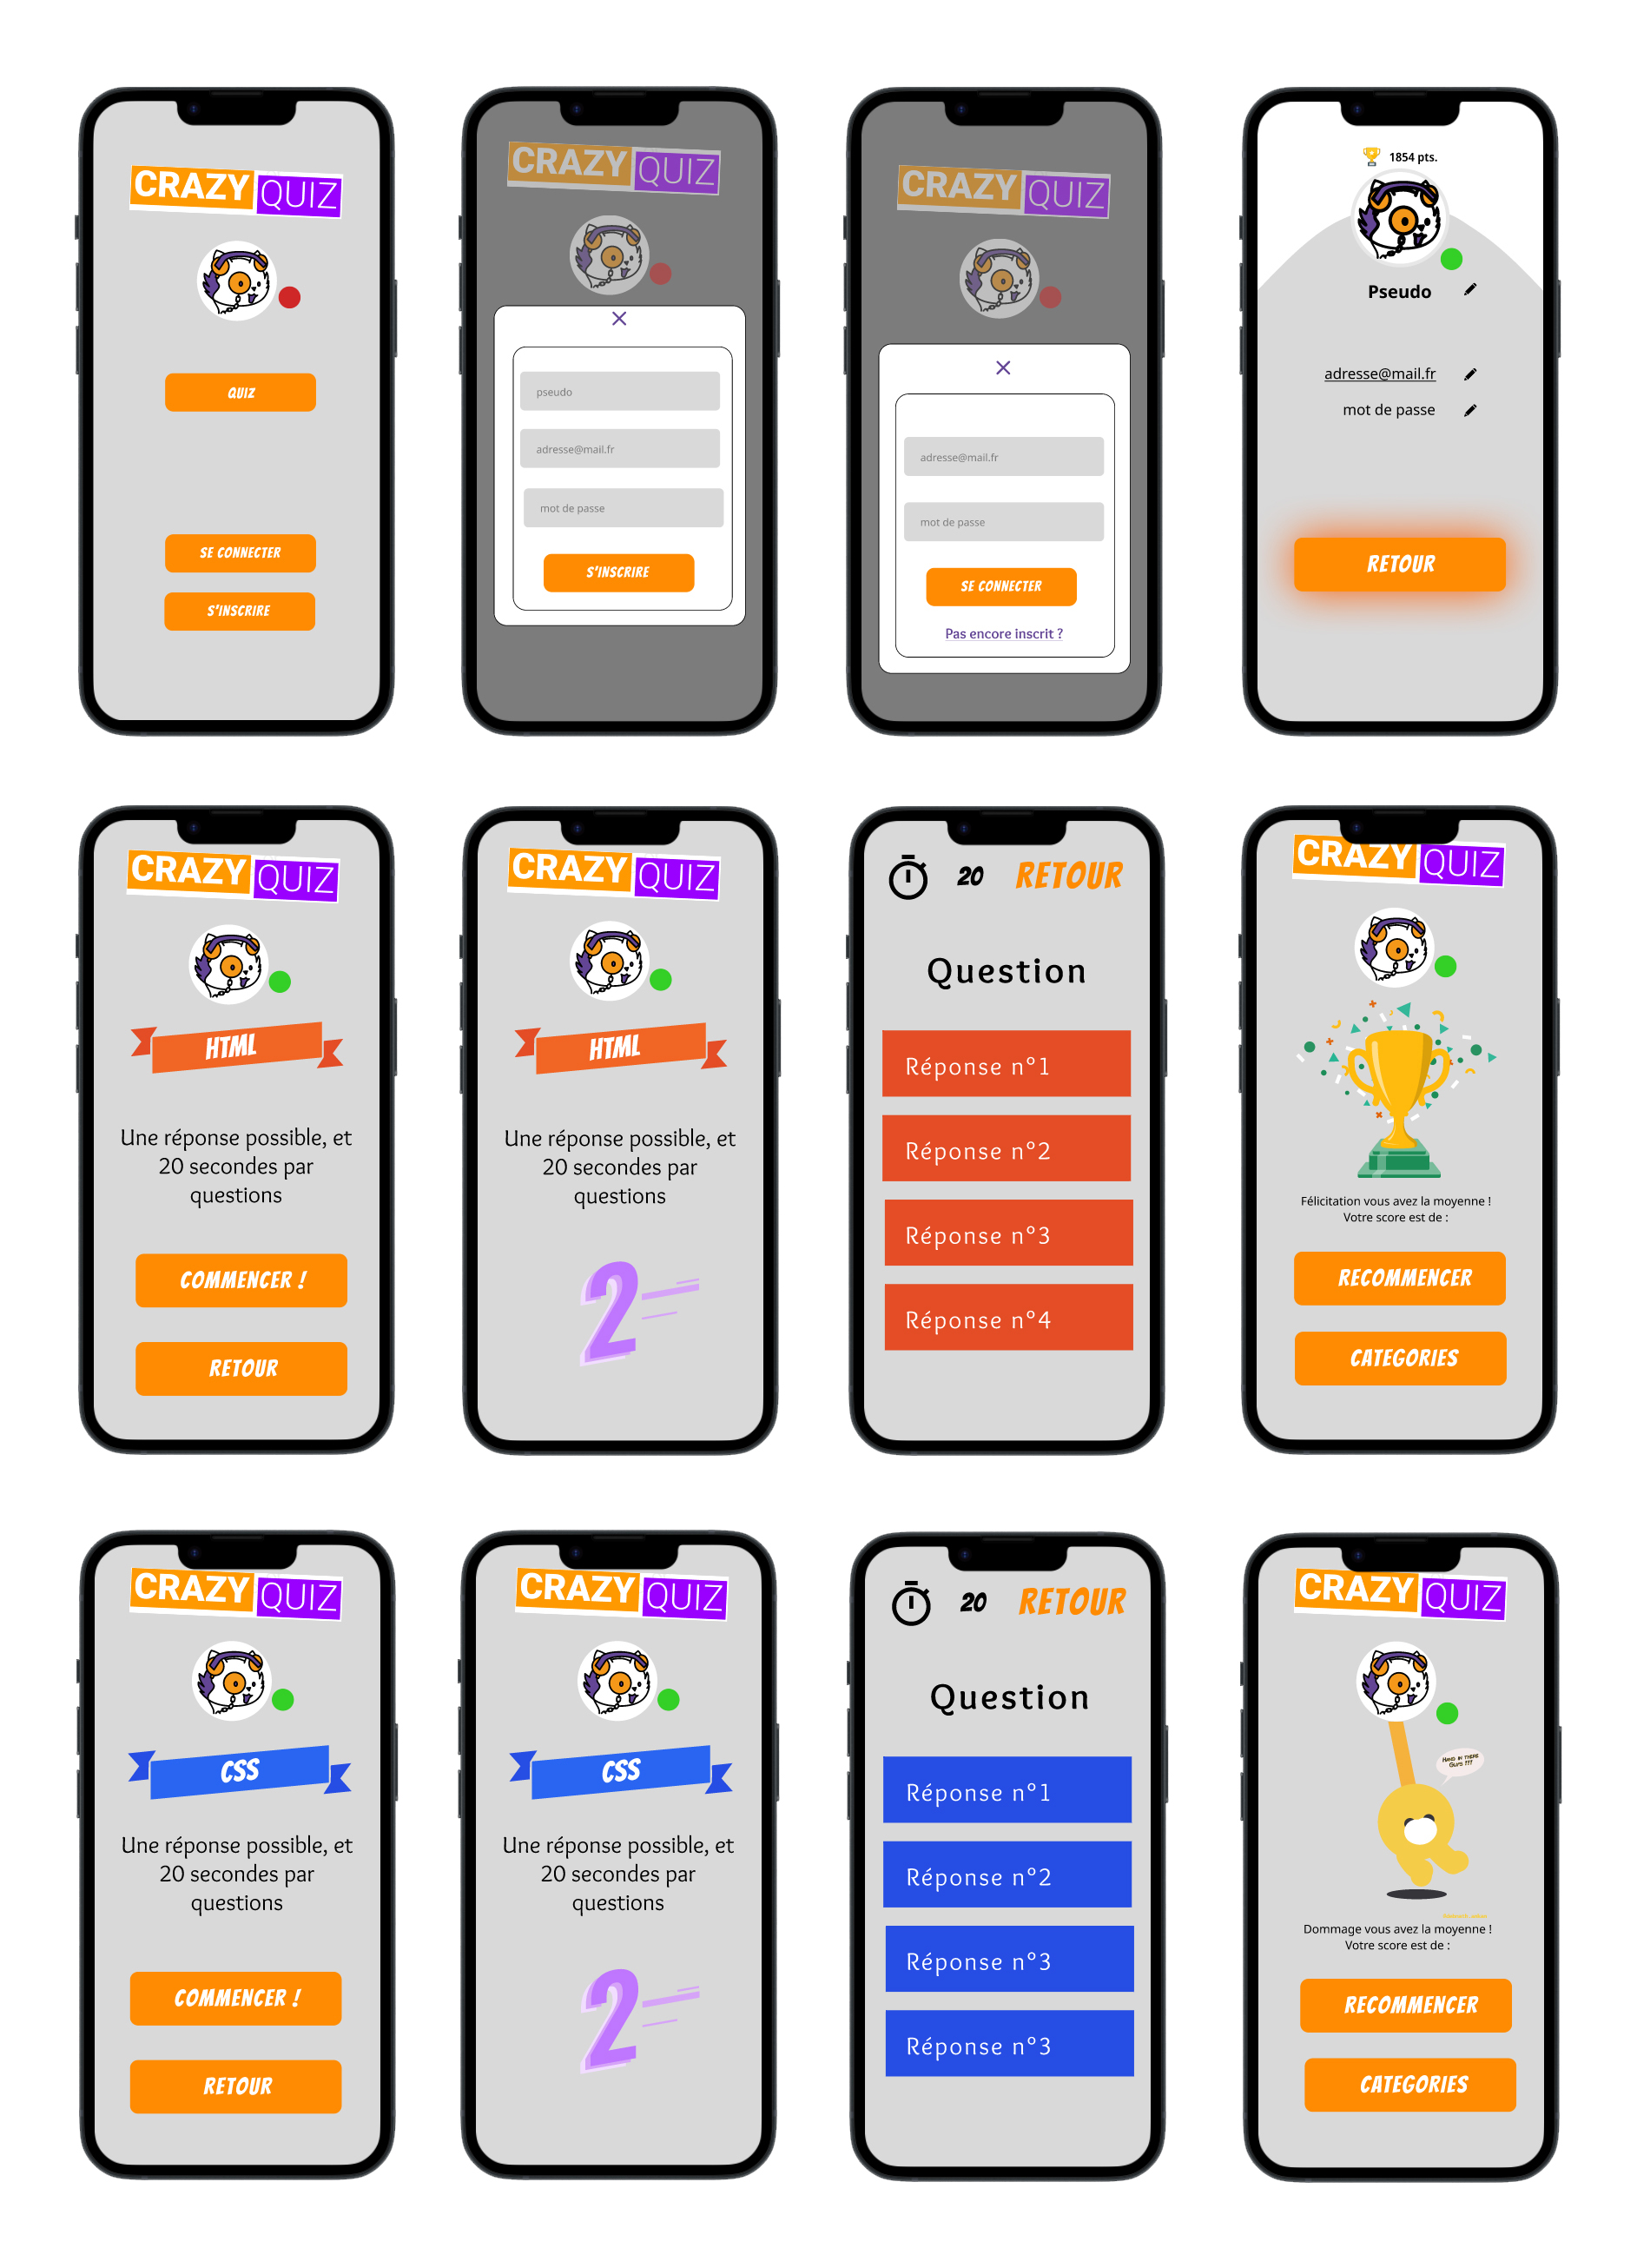 CRAZY QUIZ
QUIZ
SE CONNECTER
S'INSCRIRE
CRAZY QUIZ
pseudo
adresse@mail.fr
mot de passe
S'INSCRIRE
CRAZY QUIZ
adresse@mail.fr
mot de passe
SE CONNECTER
Pas encore inscrit ?
1854 pts.
Pseudo
adresse@mail.fr
mot de passe
RETOUR
CRAZY QUIZ
HTML
Une réponse possible, et
20 secondes par
questions
COMMENCER !
RETOUR
CRAZY QUIZ
HTML
Une réponse possible, et
20 secondes par
questions
2
20 RETOUR
Question
Réponse n°1
Réponse n°2
Réponse n°3
Réponse n°4
CRAZY QUIZ
Félicitation vous avez la moyenne !
Votre score est de :
RECOMMENCER
CATEGORIES
CRAZY QUIZ
CSS
Une réponse possible, et
20 secondes par
questions
COMMENCER !
RETOUR
CRAZY QUIZ
CSS
Une réponse possible, et
20 secondes par
questions
2
20 RETOUR
Question
Réponse n°1
Réponse n°2
Réponse n°3
Réponse n°3
CRAZY QUIZ
HANG IN THERE
GUYS ???
Dommage vous avez la moyenne !
Votre score est de :
RECOMMENCER
CATEGORIES